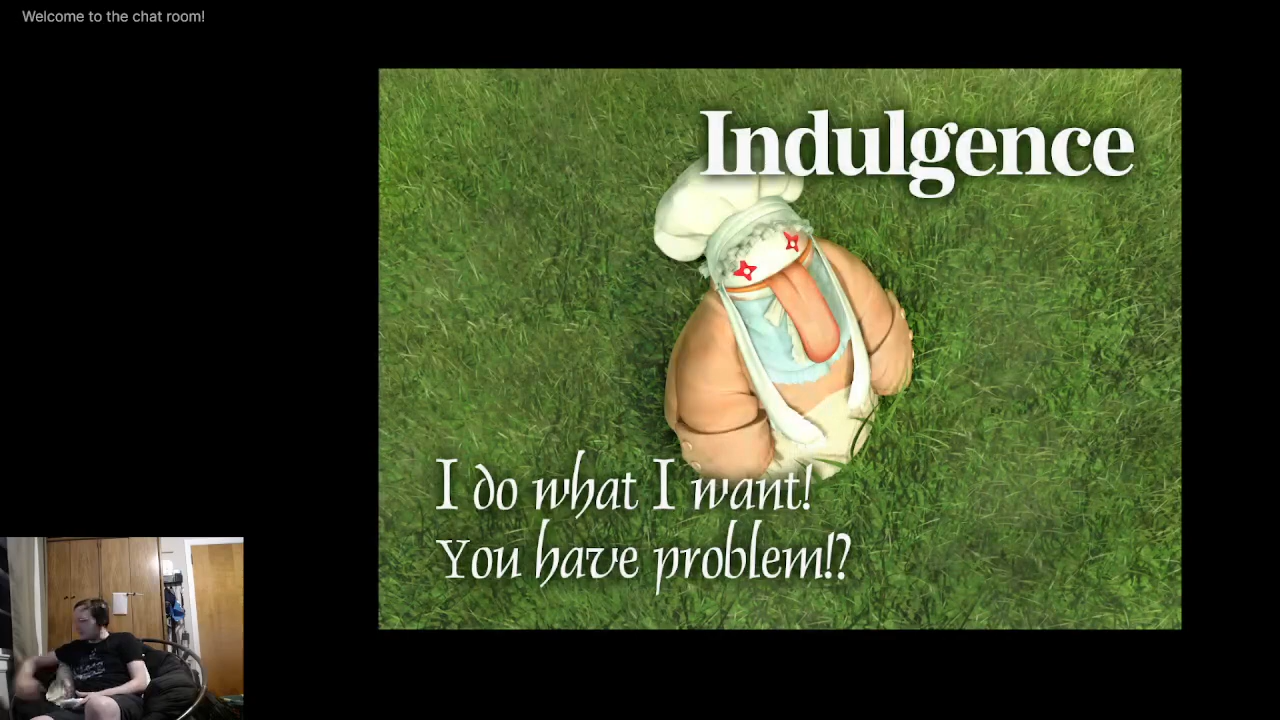 Welcome to the chat room!
Indulgence
I do what I want!
You have problem!?